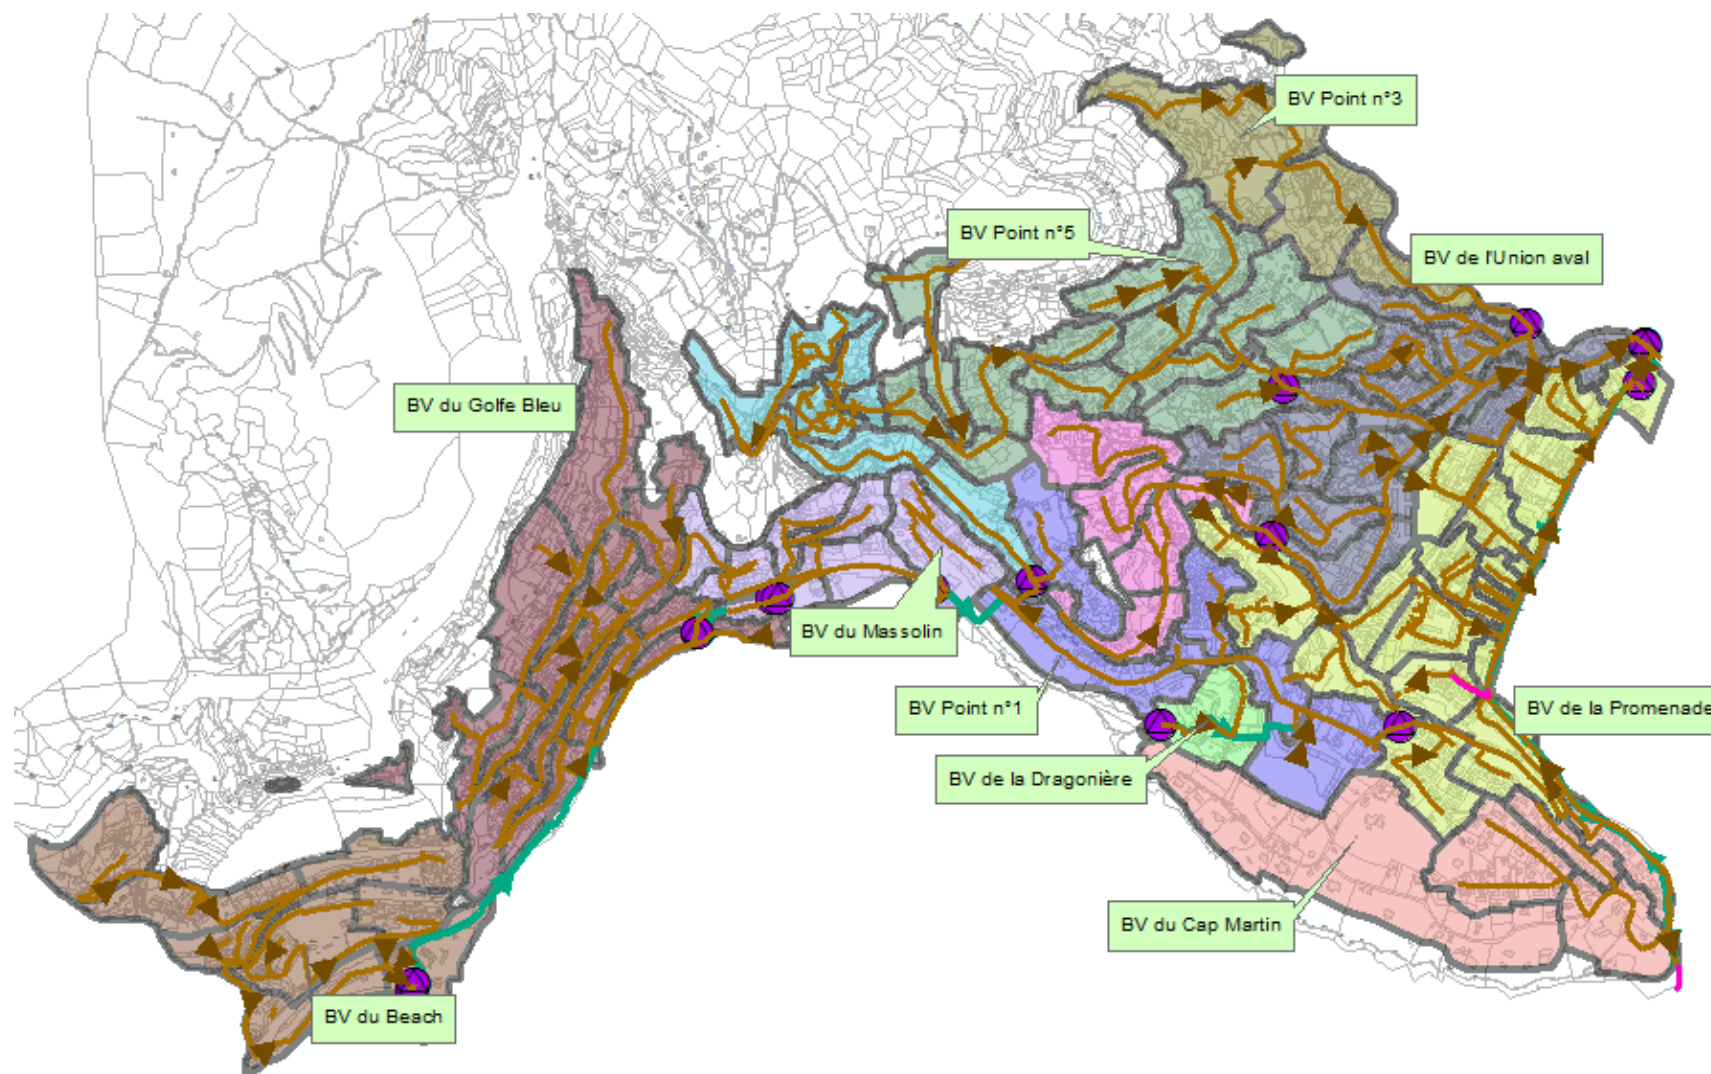 BV Point n°3
BV Point n°5
BV de l'Union aval
BV du Golfe Bleu
BV du Massolin
BV Point n°1
BV de la Promenade
BV de la Dragonière
BV du Cap Martin
BV du Beach